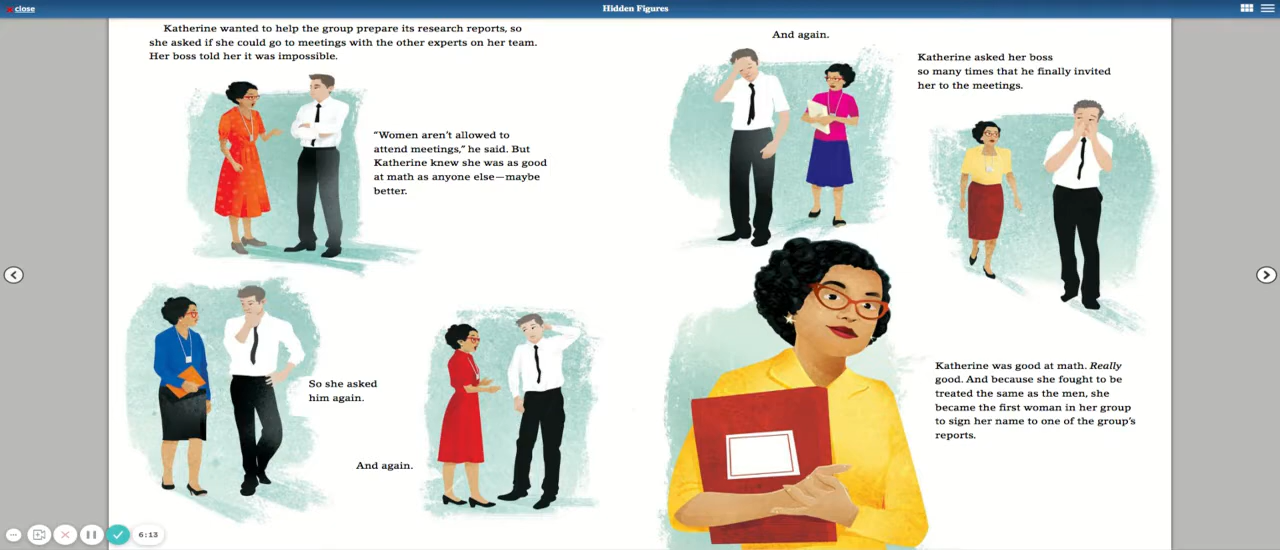 close
Hidden Figures
Katherine wanted to help the group prepare its research reports, so
she asked if she could go to meetings with the other experts on her team.
Her boss told her it was impossible.
“Women aren’t allowed to
attend meetings,” he said. But
Katherine knew she was as good
at math as anyone else—maybe
better.
So she asked
him again.
And again.
And again.
Katherine asked her boss
so many times that he finally invited
her to the meetings.
Katherine was good at math. Really
good. And because she fought to be
treated the same as the men, she
became the first woman in her group
to sign her name to one of the group’s
reports.
6:13